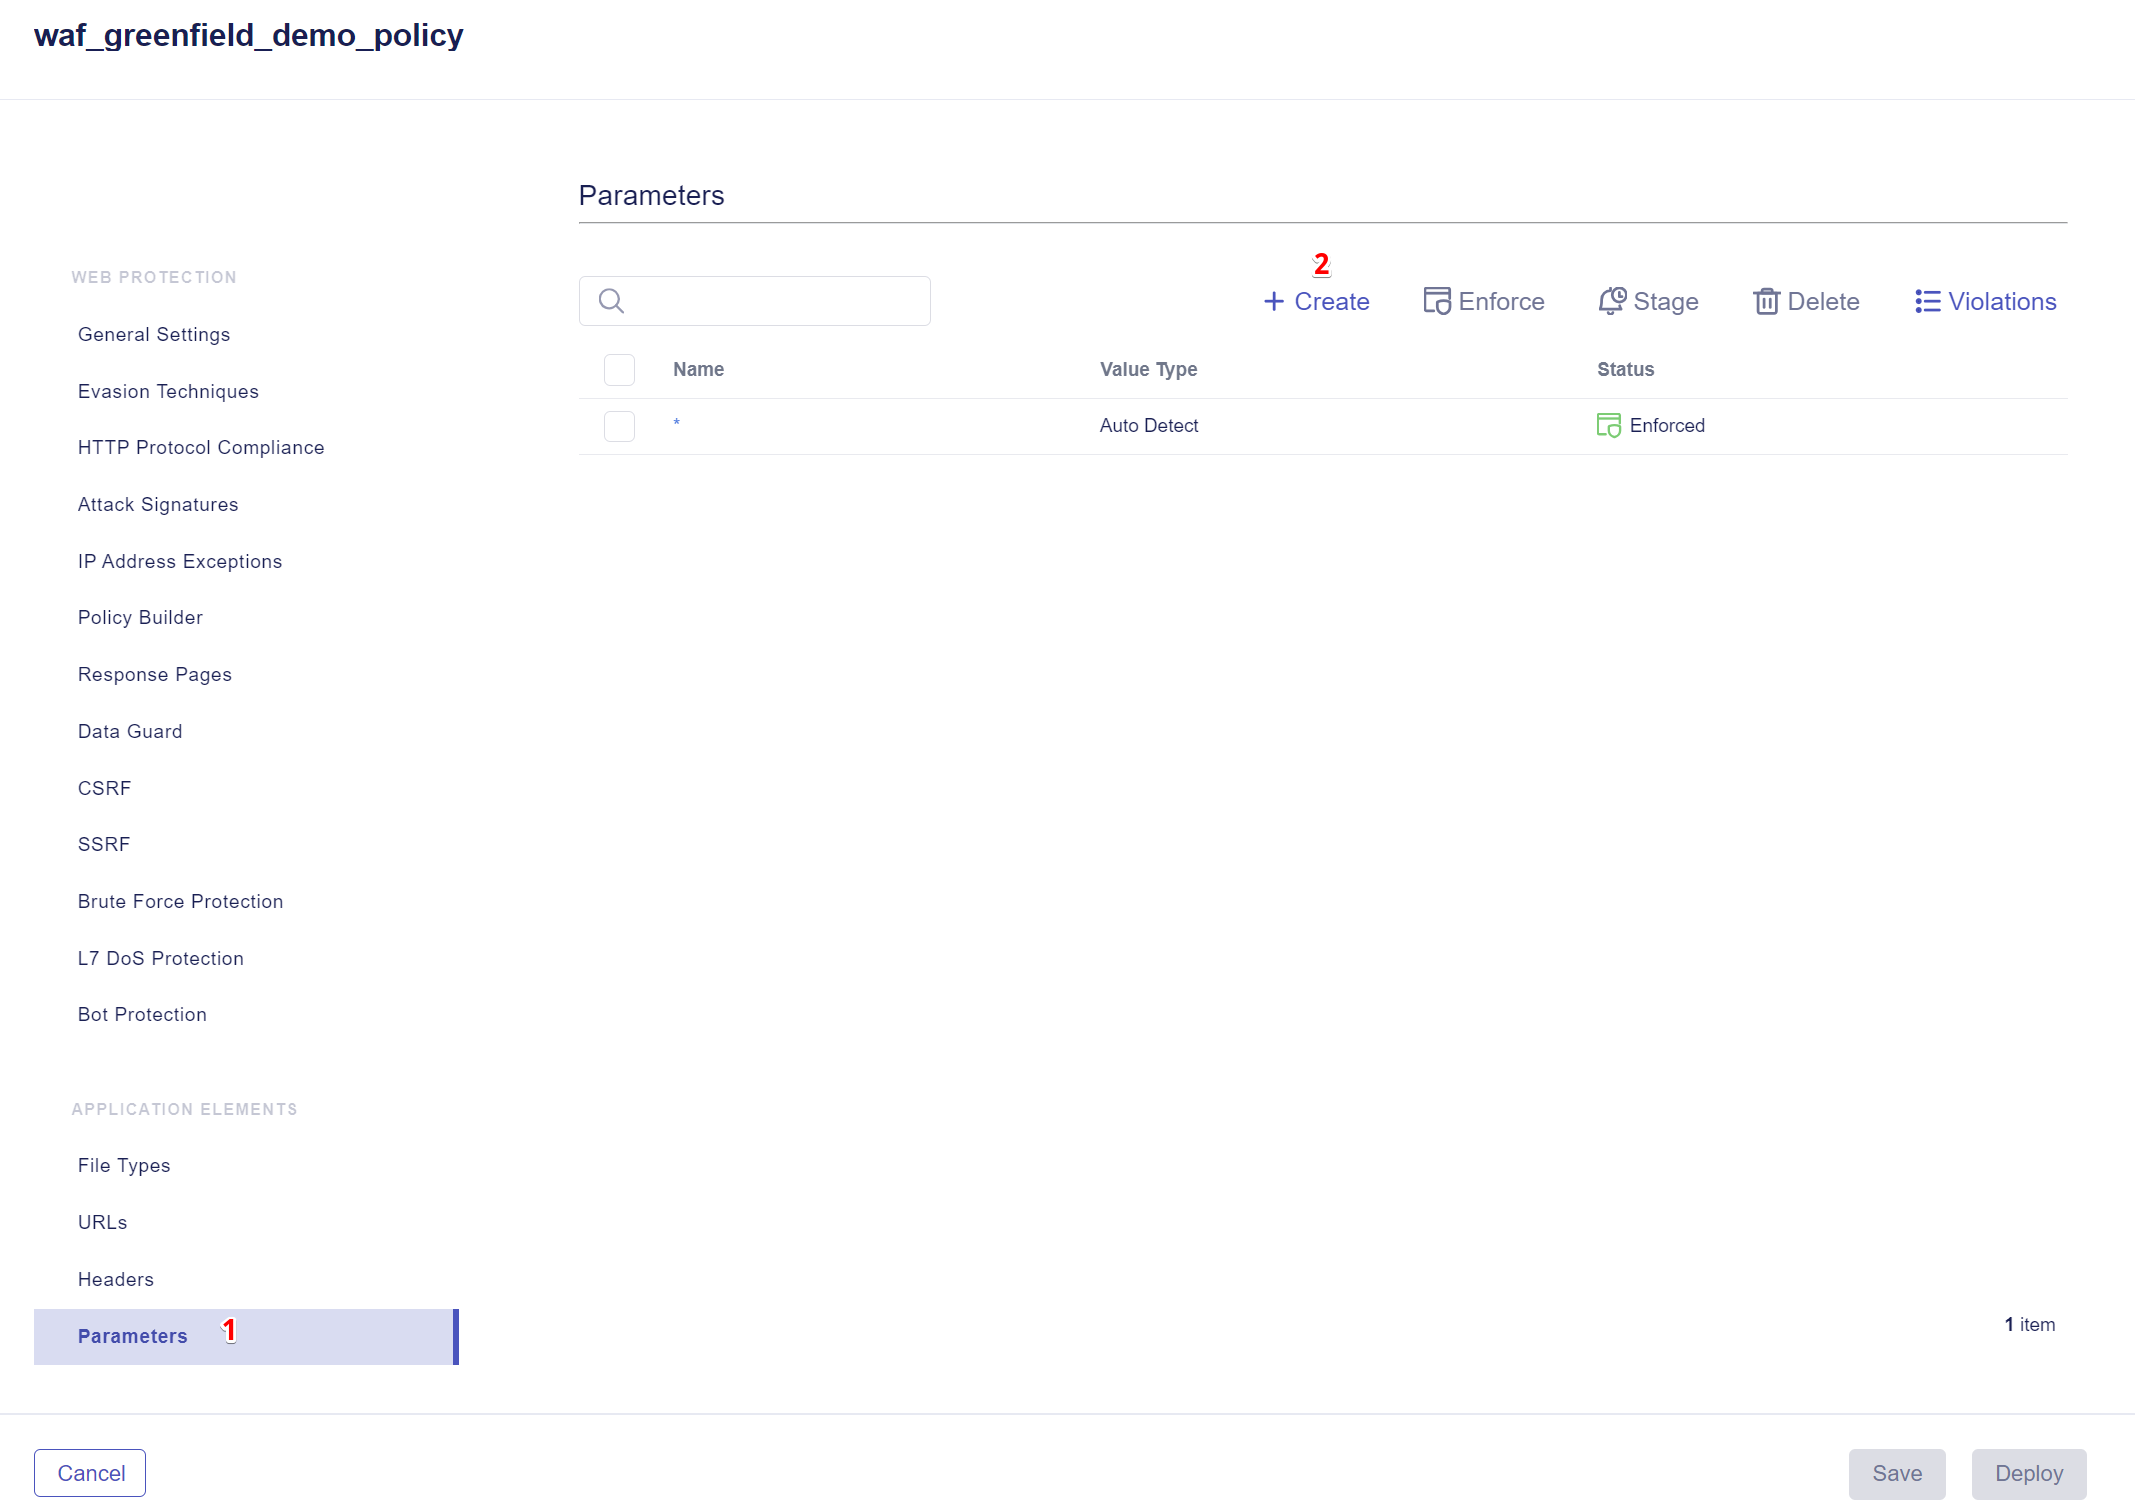 waf_greenfield_demo_policy
Parameters
WEB PROTECTION
General Settings
Evasion Techniques
HTTP Protocol Compliance
Attack Signatures
IP Address Exceptions
Policy Builder
Response Pages
Data Guard
CSRF
SSRF
Brute Force Protection
L7 DoS Protection
Bot Protection
APPLICATION ELEMENTS
File Types
URLs
Headers
Parameters 1
2
+ Create Enforce Stage Delete Violations
Name Value Type Status
* Auto Detect Enforced
1 item
Cancel Save Deploy